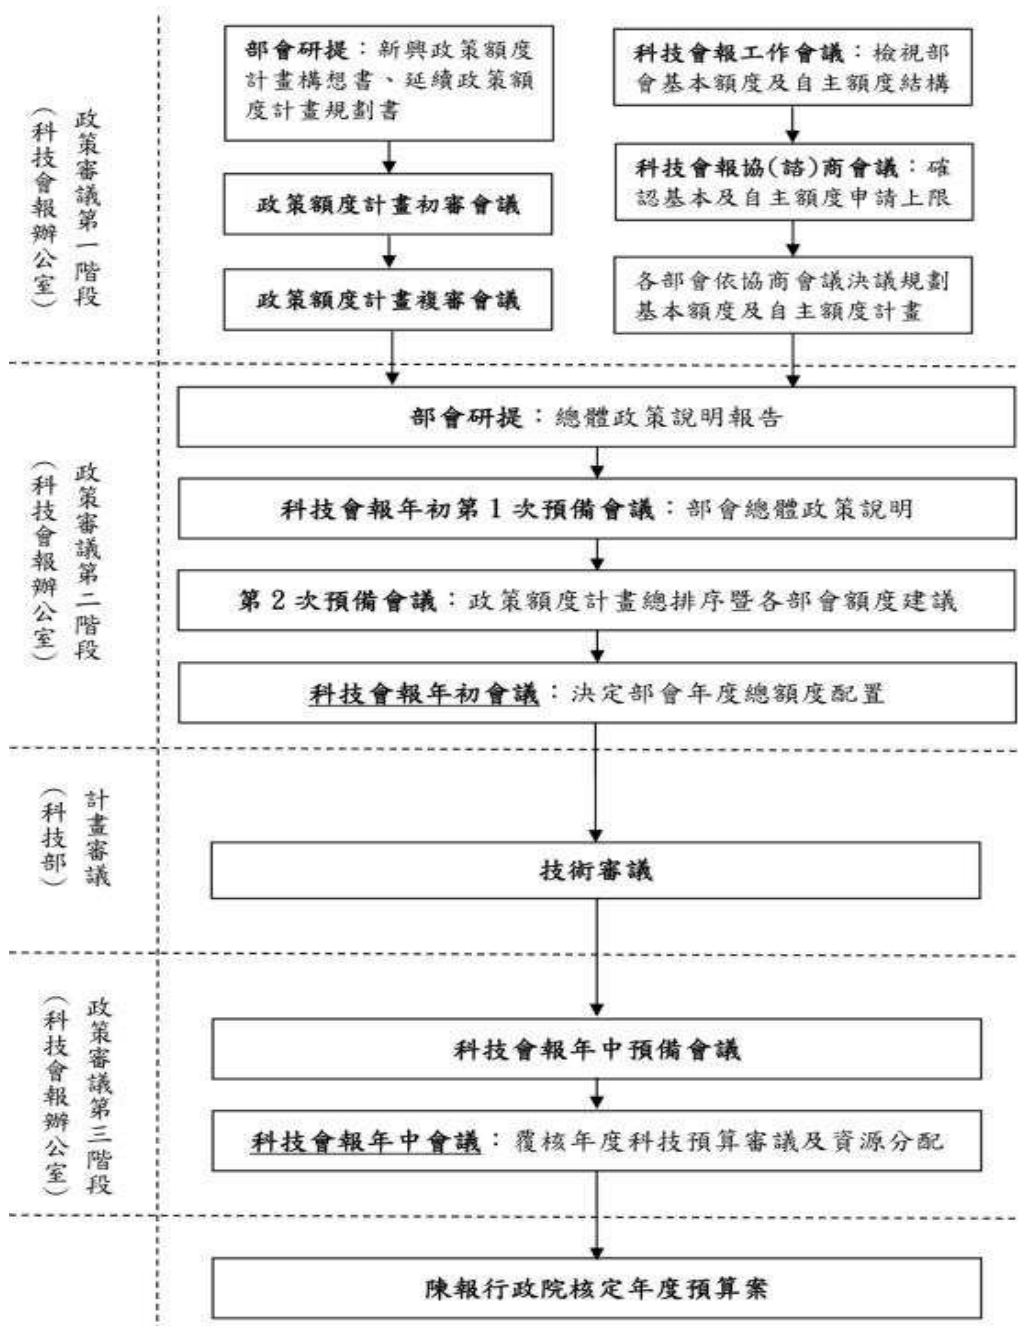 政策審議第一階段
（科技會報辦公室）
部會研提：新興政策額度
計畫構想書、延續政策額
度計畫規劃書
政策額度計畫初審會議
政策額度計畫複審會議
科技會報工作會議：檢視部
會基本額度及自主額度結構
科技會報協(諮)商會議：確
認基本及自主額度申請上限
各部會依協商會議決議規劃
基本額度及自主額度計畫
政策審議第二階段
（科技會報辦公室）
部會研提：總體政策說明報告
科技會報年初第 1 次預備會議：部會總體政策說明
第 2 次預備會議：政策額度計畫總排序暨各部會額度建議
科技會報年初會議：決定部會年度總額度配置
計畫審議
（科技部）
技術審議
政策審議第三階段
（科技會報辦公室）
科技會報年中預備會議
科技會報年中會議：覆核年度科技預算審議及資源分配
陳報行政院核定年度預算案